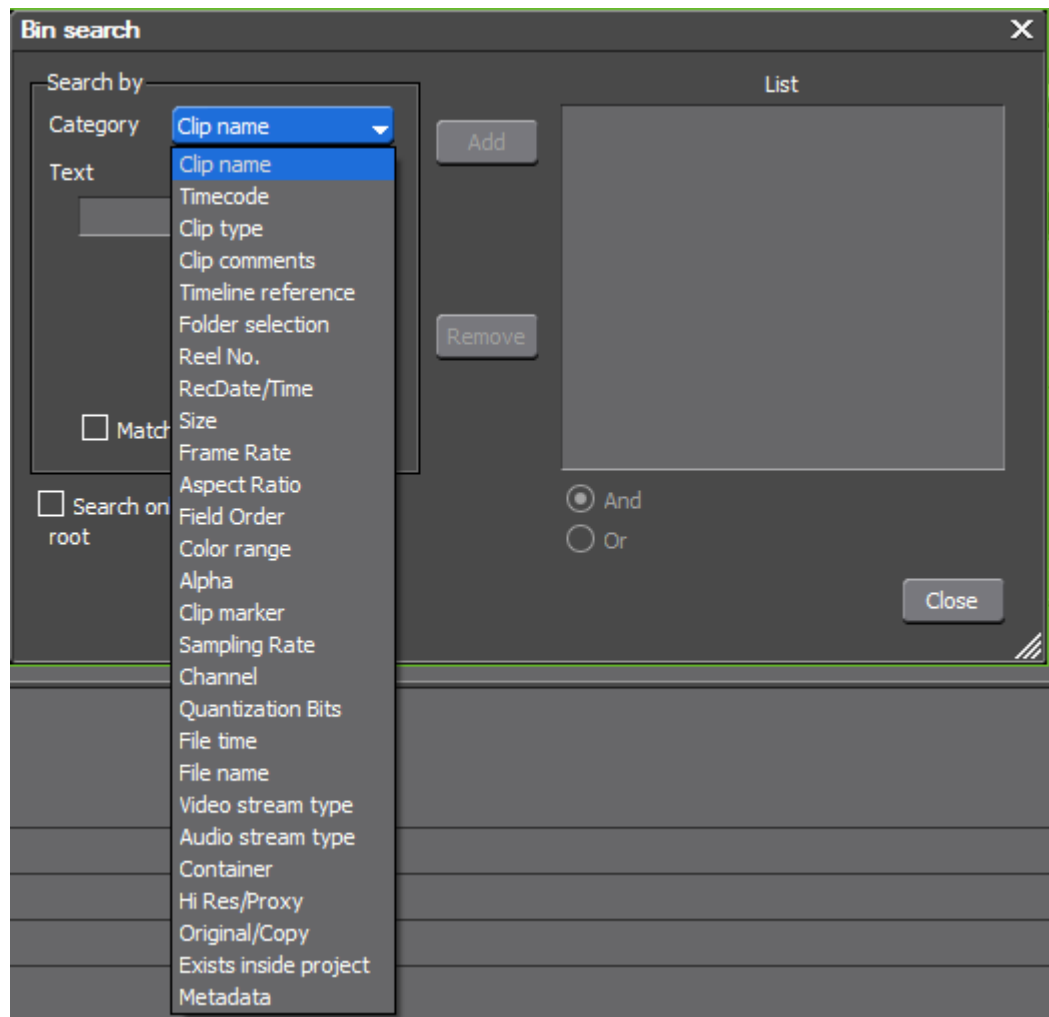 Bin search
Search by
List
Category
Clip name
Add
Text
Clip name
Timecode
Clip type
Clip comments
Timeline reference
Folder selection
Remove
Reel No.
RecDate/Time
Size
Match
Frame Rate
Aspect Ratio
Search on
And
Field Order
root
Or
Color range
Alpha
Close
Clip marker
Sampling Rate
Channel
Quantization Bits
File time
File name
Video stream type
Audio stream type
Container
Hi Res/Proxy
Original/Copy
Exists inside project
Metadata